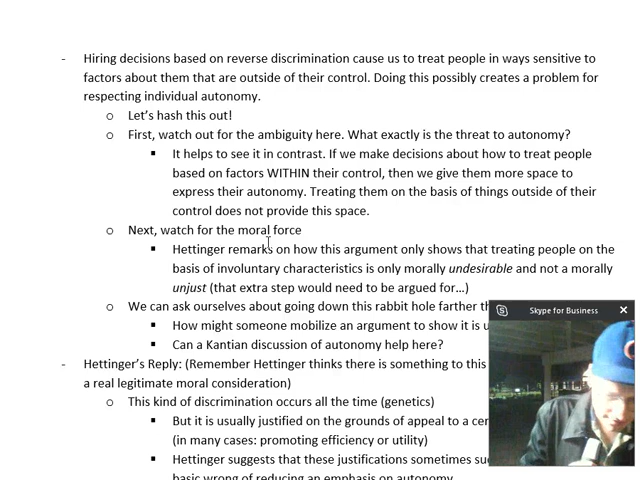 - Hiring decisions based on reverse discrimination cause us to treat people in ways sensitive to
factors about them that are outside of their control. Doing this possibly creates a problem for
respecting individual autonomy.
o Let's hash this out!
o First, watch out for the ambiguity here. What exactly is the threat to autonomy?
▪ It helps to see it in contrast. If we make decisions about how to treat people
based on factors WITHIN their control, then we give them more space to
express their autonomy. Treating them on the basis of things outside of their
control does not provide this space.
o Next, watch for the moral force
▪ Hettinger remarks on how this argument only shows that treating people on the
basis of involuntary characteristics is only morally undesirable and not a morally
unjust (that extra step would need to be argued for…)
o We can ask ourselves about going down this rabbit hole farther
Skype for Business
▪ How might someone mobilize an argument to show it is
▪ Can a Kantian discussion of autonomy help here?
- Hettinger's Reply: (Remember Hettinger thinks there is something to this
a real legitimate moral consideration)
o This kind of discrimination occurs all the time (genetics)
▪ But it is usually justified on the grounds of appeal to a
(in many cases: promoting efficiency or utility)
▪ Hettinger suggests that these justifications sometimes
basic wrong of reducing an emphasis on autonomy